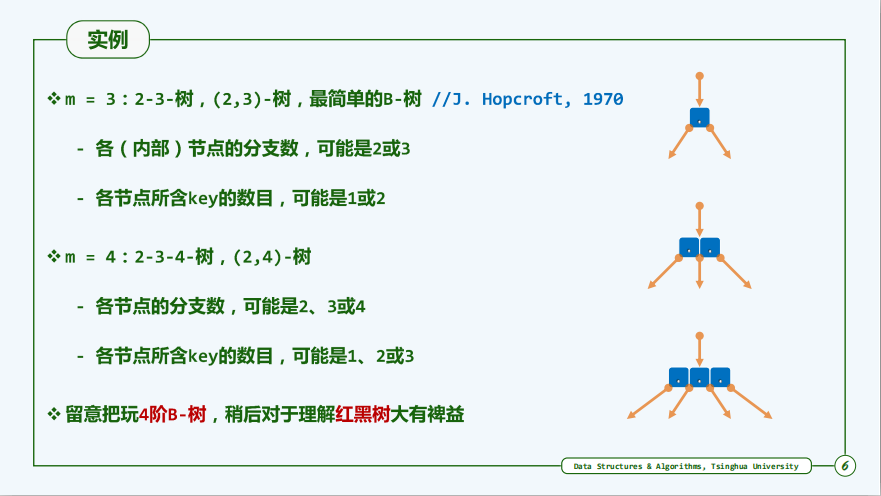 实例
❖m = 3：2-3-树，(2,3)-树，最简单的B-树 //J. Hopcroft, 1970
- 各（内部）节点的分支数，可能是2或3
- 各节点所含key的数目，可能是1或2
❖m = 4：2-3-4-树，(2,4)-树
- 各节点的分支数，可能是2、3或4
- 各节点所含key的数目，可能是1、2或3
❖留意把玩4阶B-树，稍后对于理解红黑树大有裨益
Data Structures & Algorithms, Tsinghua University
6